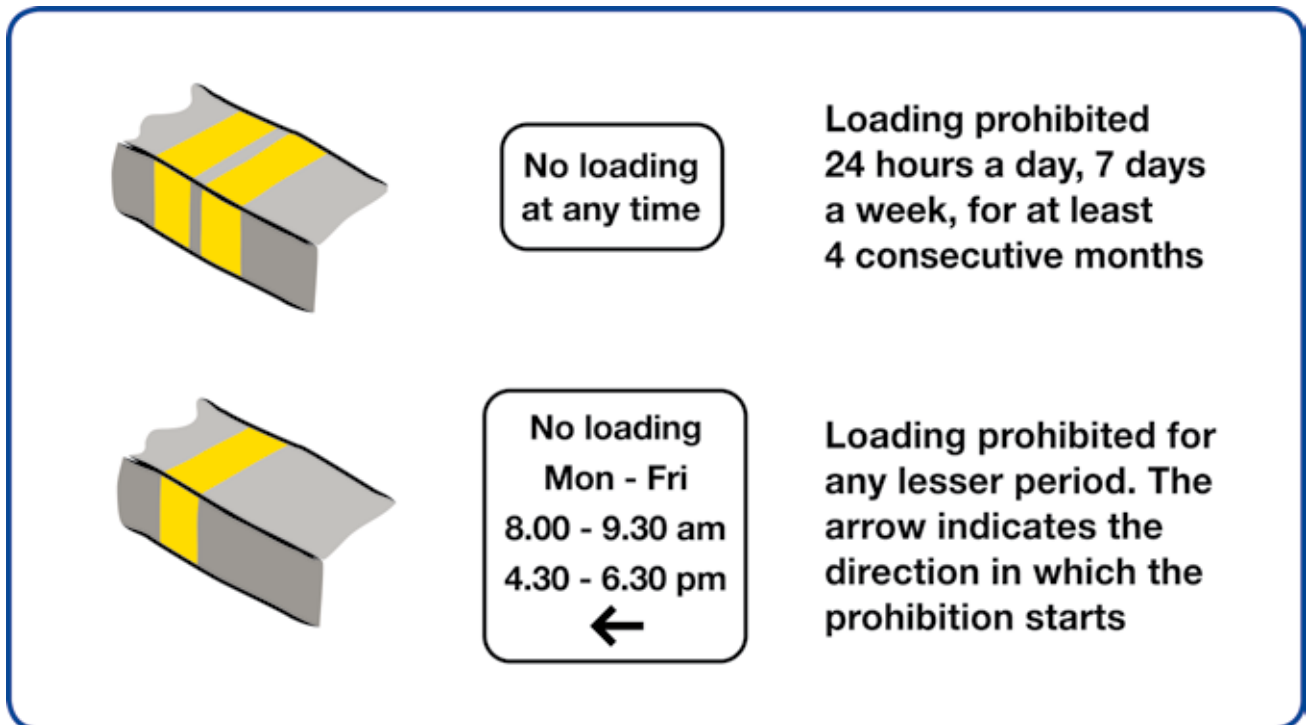 No loading
at any time
Loading prohibited
24 hours a day, 7 days
a week, for at least
4 consecutive months
No loading
Mon - Fri
8.00 - 9.30 am
4.30 - 6.30 pm
Loading prohibited for
any lesser period. The
arrow indicates the
direction in which the
prohibition starts